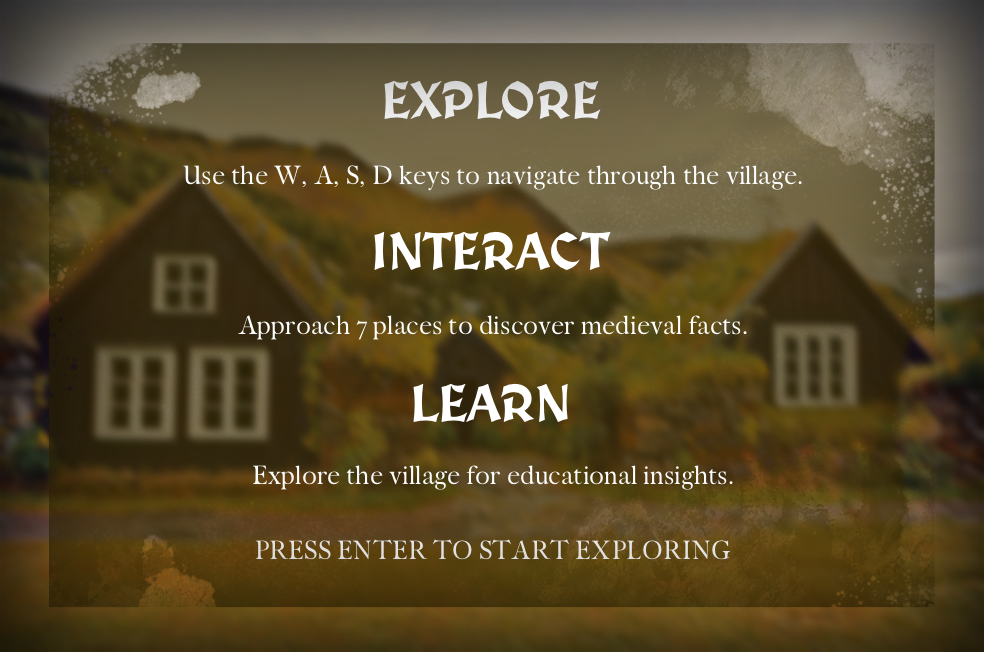 EXPLORE
Use the W, A, S, D keys to navigate through the village.
INTERACT
Approach 7 places to discover medieval facts.
LEARN
Explore the village for educational insights.
PRESS ENTER TO START EXPLORING